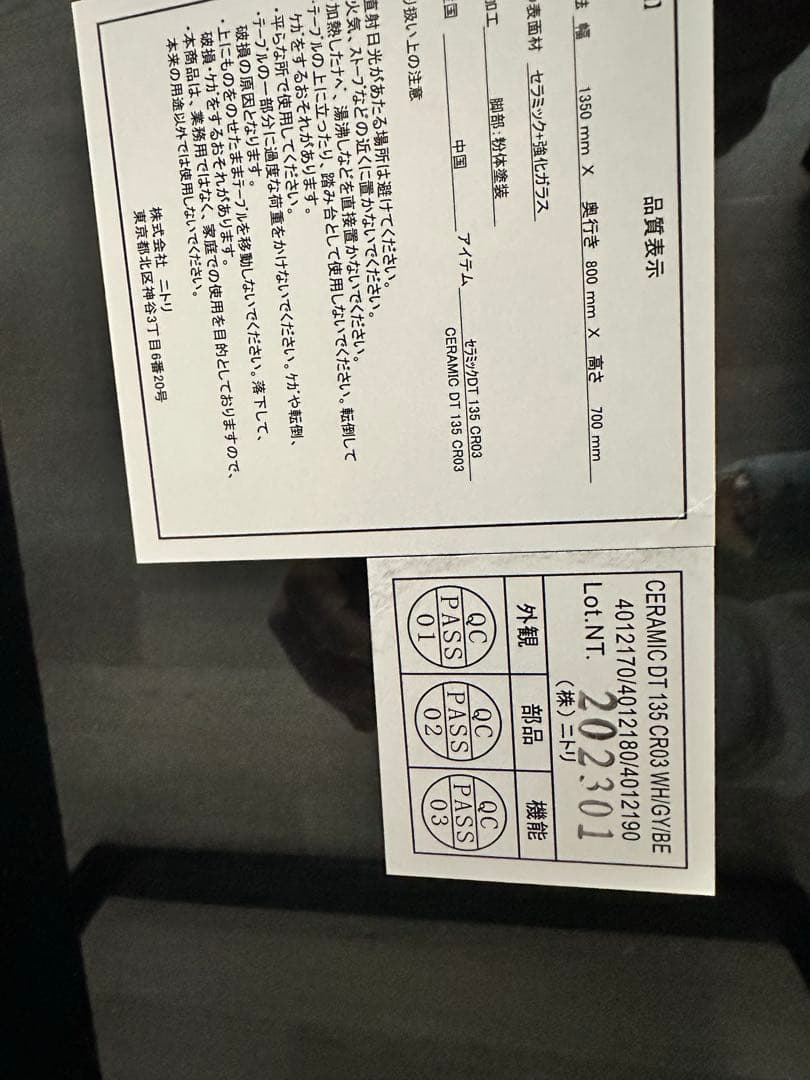 】
品質表示
法 幅 1350 mm X 奥行き 800 mm X 高さ 700 mm
表面材 セラミック+強化ガラス
加工 脚部:粉体塗装
国 中国 アイテム セラミックDT 135 CR03
CERAMIC DT 135 CR03
り扱い上の注意
直射日光があたる場所は避けてください。
火気、ストーブなどの近くに置かないでください。
加熱したナベ、湯沸しなどを直接置かないでください。
・テーブルの上に立ったり、踏み台として使用しないでください。転倒して
ケガをするおそれがあります。
・平らな所で使用してください。
・テーブルの一部分に過度な荷重をかけないでください。ケガや転倒、
破損の原因となります。
・上にものをのせたままテーブルを移動しないでください。落下して、
破損・ケガをするおそれがあります。
・本商品は、業務用ではなく、家庭での使用を目的としておりますので、
本来の用途以外では使用しないでください。
株式会社 ニトリ
東京都北区神谷3丁目6番20号
CERAMIC DT 135 CR03 WH/GY/BE
4012170/4012180/4012190
Lot.NT. 202301
(株)ニトリ
外観 部品 機能
QC PASS 01
QC PASS 02
QC PASS 03